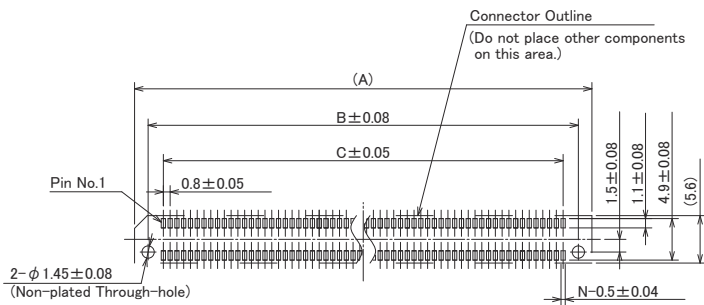 Connector Outline
(Do not place other components
on this area.)
(A)
B±0.08
C±0.05
Pin No.1
0.8±0.05
1.5±0.08
1.1±0.08
4.9±0.08
(5.6)
2-φ1.45±0.08
(Non-plated Through-hole)
N-0.5±0.04